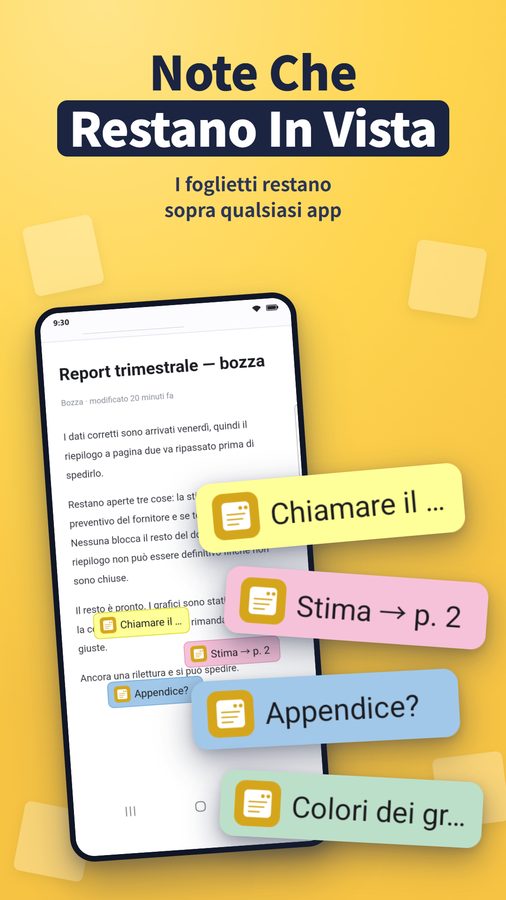 Note Che
Restano In Vista
I foglietti restano
sopra qualsiasi app
9:30
Report trimestrale — bozza
Bozza · modificato 20 minuti fa
I dati corretti sono arrivati venerdì, quindi il
riepilogo a pagina due va ripassato prima di
spedirlo.
Restano aperte tre cose: la
preventivo del fornitore e se
Nessuna blocca il resto del
riepilogo non può essere definitivo finché non
sono chiuse.
Il resto è pronto. I grafici sono
la
giuste.
Ancora una rilettura e si può spedire.
Chiamare il ...
Stima → p. 2
Appendice?
Chiamare il ...
Stima → p. 2
Appendice?
Colori dei gr...